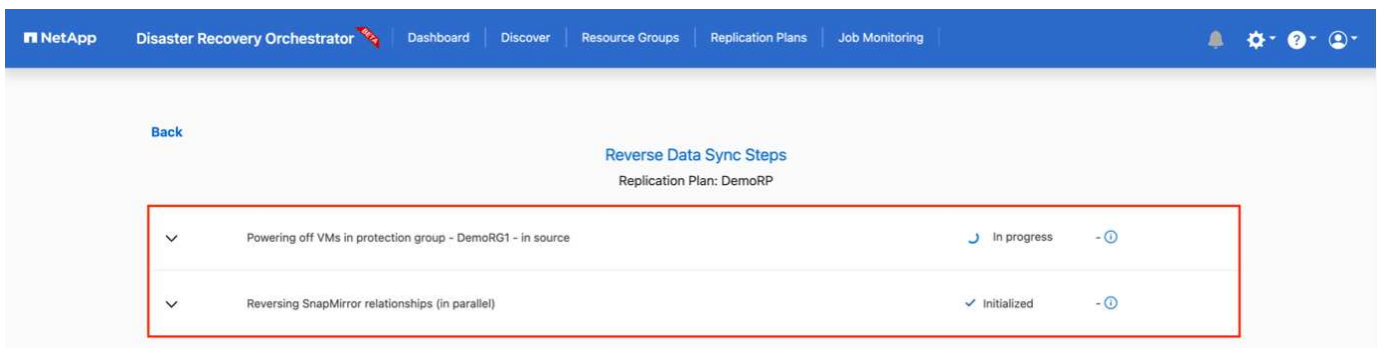 NetApp Disaster Recovery Orchestrator BETA Dashboard Discover Resource Groups Replication Plans Job Monitoring
Back
Reverse Data Sync Steps
Replication Plan: DemoRP
Powering off VMs in protection group - DemoRG1 - in source In progress -
Reversing SnapMirror relationships (in parallel) Initialized -